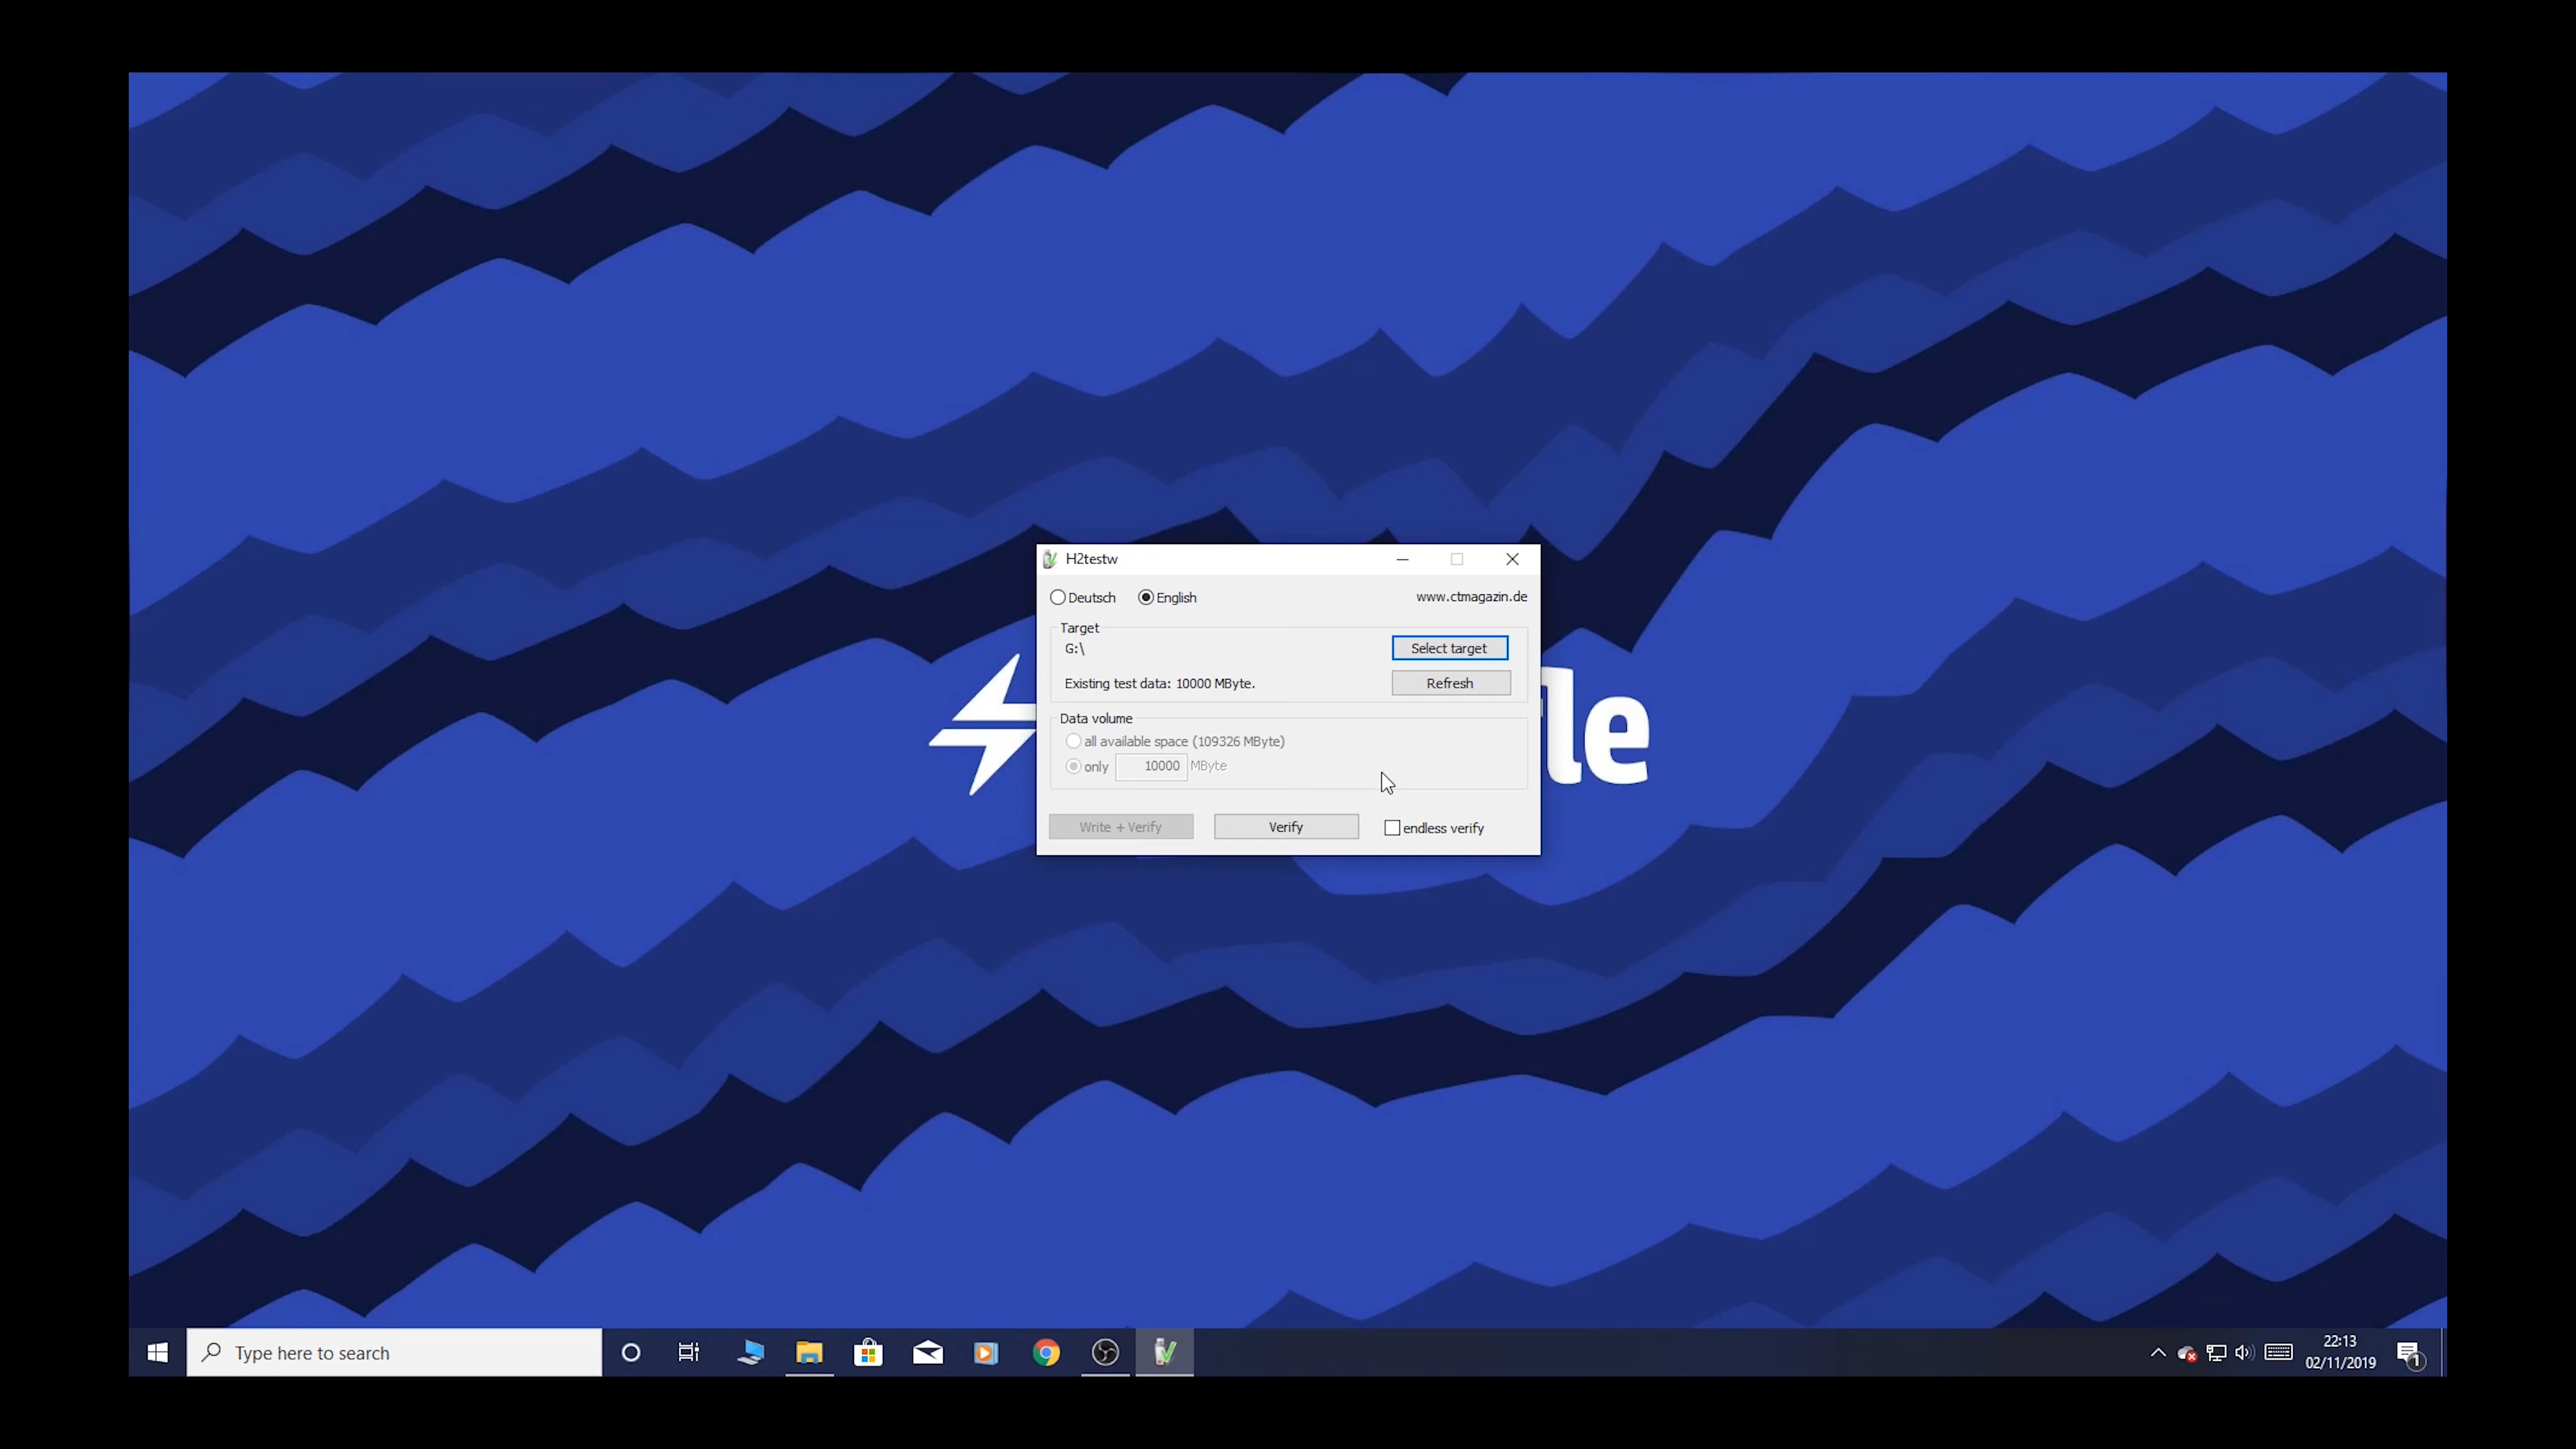 H2testw
Deutsch English www.ctmagazin.de
Target
G:\ Select target
Existing test data: 10000 MByte. Refresh
Data volume
all available space (109326 MByte)
only 10000 MByte
Write + Verify Verify endless verify
Type here to search
22:13
02/11/2019
1